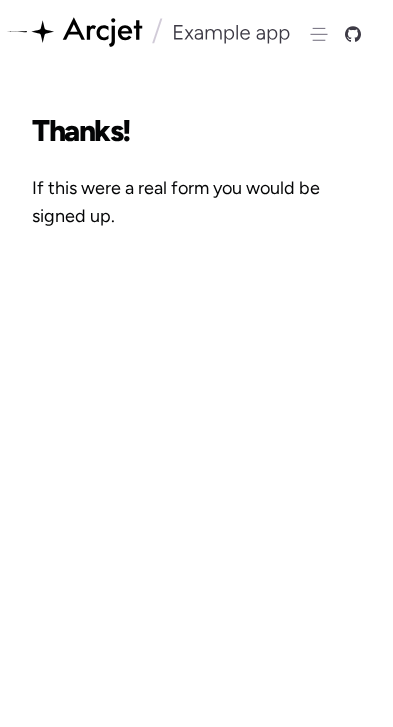 Arcjet / Example app
Thanks!
If this were a real form you would be
signed up.